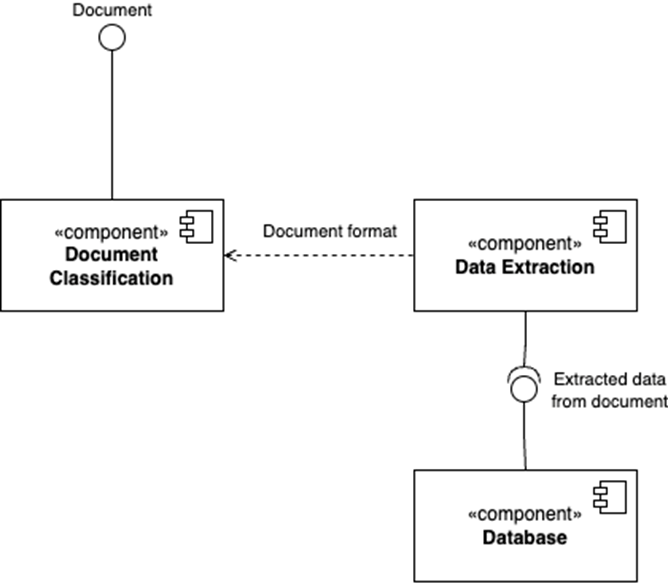 Document
«component»
Document
Classification
Document format
«component»
Data Extraction
Extracted data
from document
«component»
Database